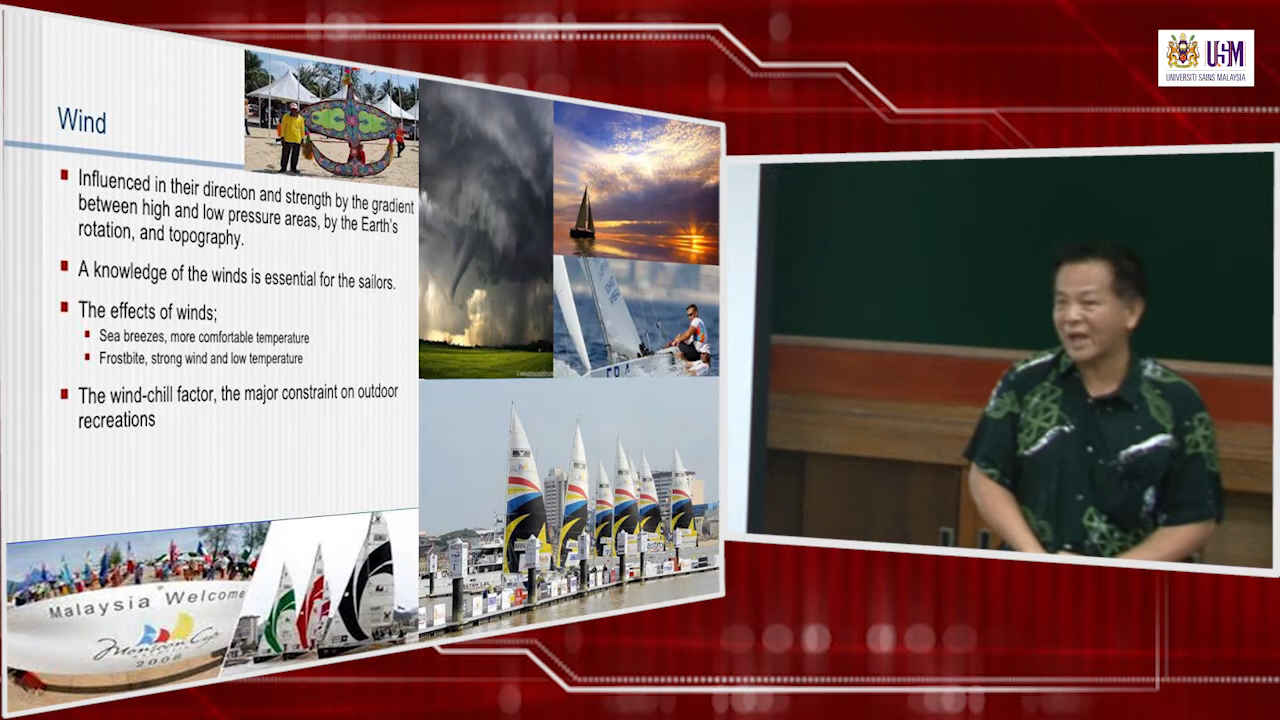 USM
UNIVERSITI SAINS MALAYSIA
Wind
Influenced in their direction and strength by the gradient
between high and low pressure areas, by the Earth's
rotation, and topography.
A knowledge of the winds is essential for the sailors.
The effects of winds;
Sea breezes, more comfortable temperature
Frostbite, strong wind and low temperature
The wind-chill factor, the major constraint on outdoor
recreations
Malaysia Welcome
Monsoon Cup
2008